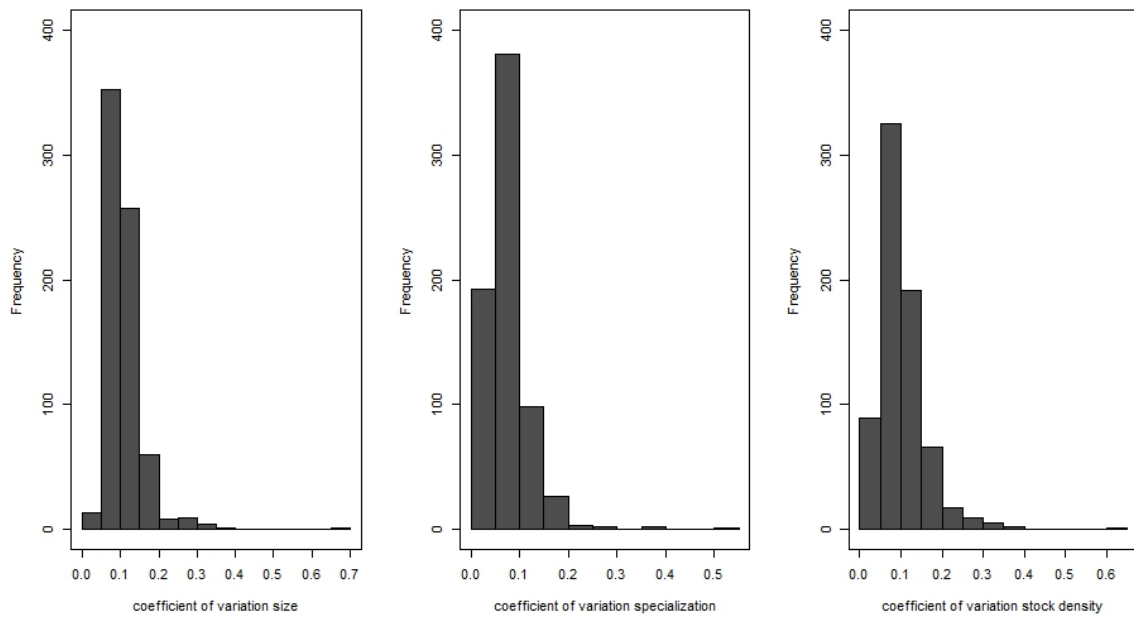 400
300
200
100
0
Frequency
0.0 0.1 0.2 0.3 0.4 0.5 0.6 0.7
coefficient of variation size
400
300
200
100
0
Frequency
0.0 0.1 0.2 0.3 0.4 0.5
coefficient of variation specialization
400
300
200
100
0
Frequency
0.0 0.1 0.2 0.3 0.4 0.5 0.6
coefficient of variation stock density